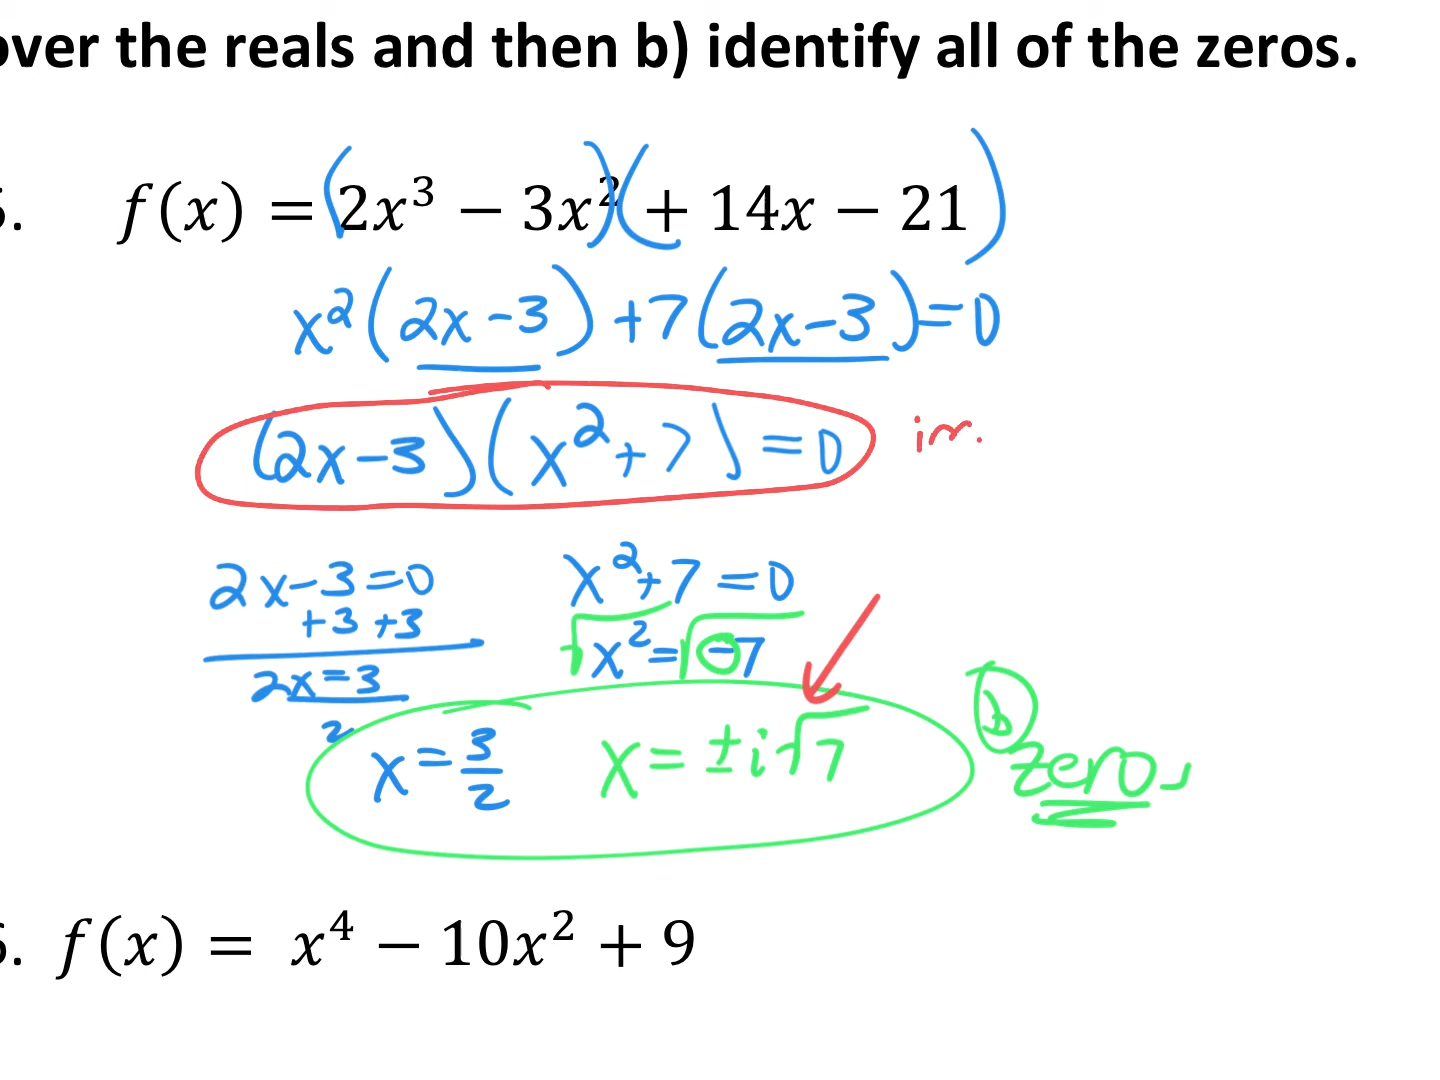 over the reals and then b) identify all of the zeros.
5. f(x) = (2x³ − 3x²)(+ 14x − 21)
x²(2x-3)+7(2x-3)=0
(2x-3)(x²+7)=0 irr.
2x-3=0 x²+7=0
+3 +3 √x²=√-7
2x=3
2
x=3/2 x=±i√7 b zeros
6. f(x) = x⁴ − 10x² + 9